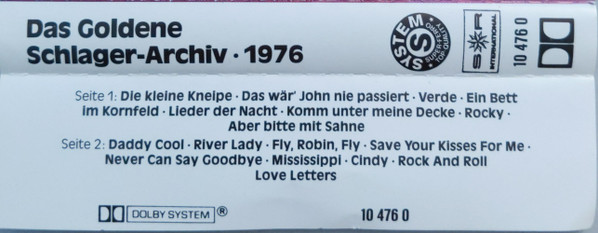 Das Goldene
Schlager-Archiv · 1976
SYSTEM
S
S R
INTERNATIONAL
10 476 0
Seite 1: Die kleine Kneipe · Das wär' John nie passiert · Verde · Ein Bett
im Kornfeld · Lieder der Nacht · Komm unter meine Decke · Rocky ·
Aber bitte mit Sahne
Seite 2: Daddy Cool · River Lady · Fly, Robin, Fly · Save Your Kisses For Me ·
Never Can Say Goodbye · Mississippi · Cindy · Rock And Roll
Love Letters
DOLBY SYSTEM ®
10 476 0